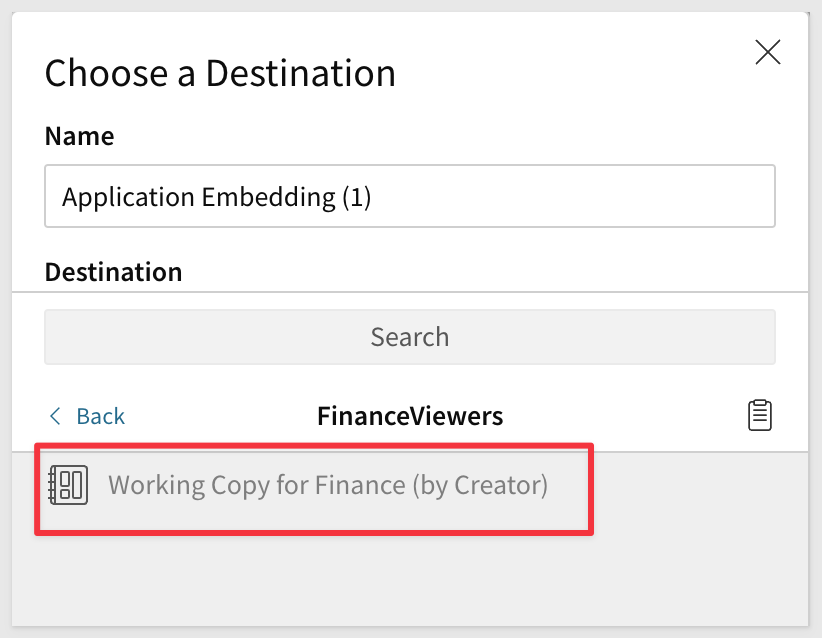 Choose a Destination
Name
Application Embedding (1)
Destination
Search
Back
FinanceViewers
Working Copy for Finance (by Creator)